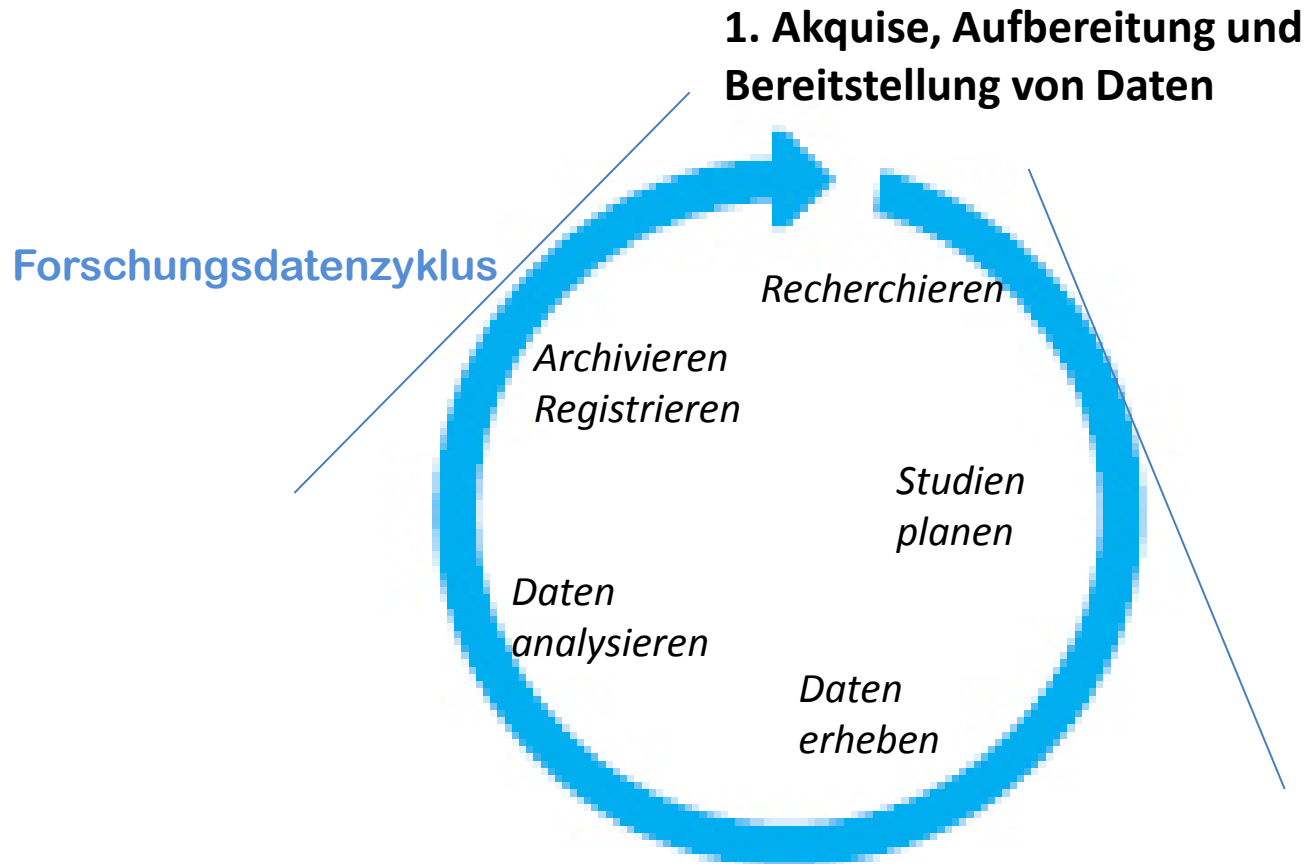 1. Akquise, Aufbereitung und
Bereitstellung von Daten
Forschungsdatenzyklus
Recherchieren
Archivieren
Registrieren
Studien
planen
Daten
analysieren
Daten
erheben